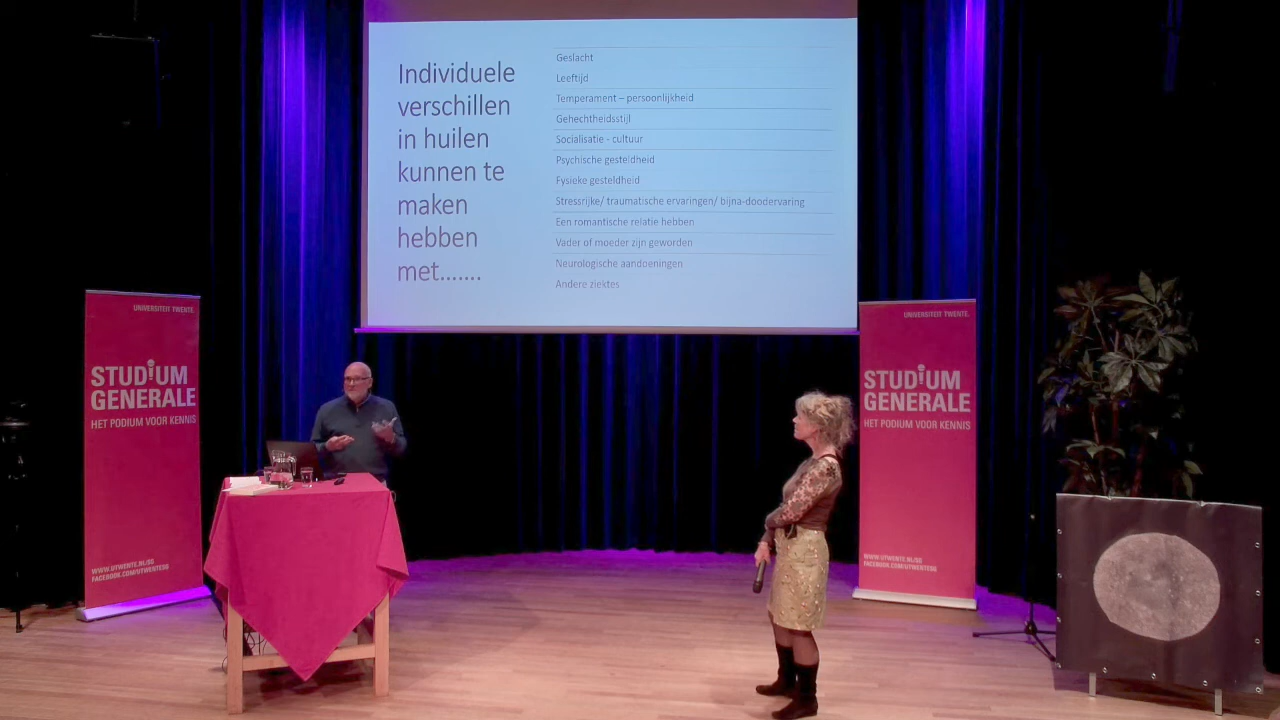 Individuele
verschillen
in huilen
kunnen te
maken
hebben
met.......
Geslacht
Leeftijd
Temperament – persoonlijkheid
Gehechtheidsstijl
Socialisatie - cultuur
Psychische gesteldheid
Fysieke gesteldheid
Stressrijke/ traumatische ervaringen/ bijna-doodervaring
Een romantische relatie hebben
Vader of moeder zijn geworden
Neurologische aandoeningen
Andere ziektes
UNIVERSITEIT TWENTE.
STUDIUM
GENERALE
HET PODIUM VOOR KENNIS
WWW.UTWENTE.NL/SG
FACEBOOK.COM/UTWENTESG
UNIVERSITEIT TWENTE.
STUDIUM
GENERALE
HET PODIUM VOOR KENNIS
WWW.UTWENTE.NL/SG
FACEBOOK.COM/UTWENTESG